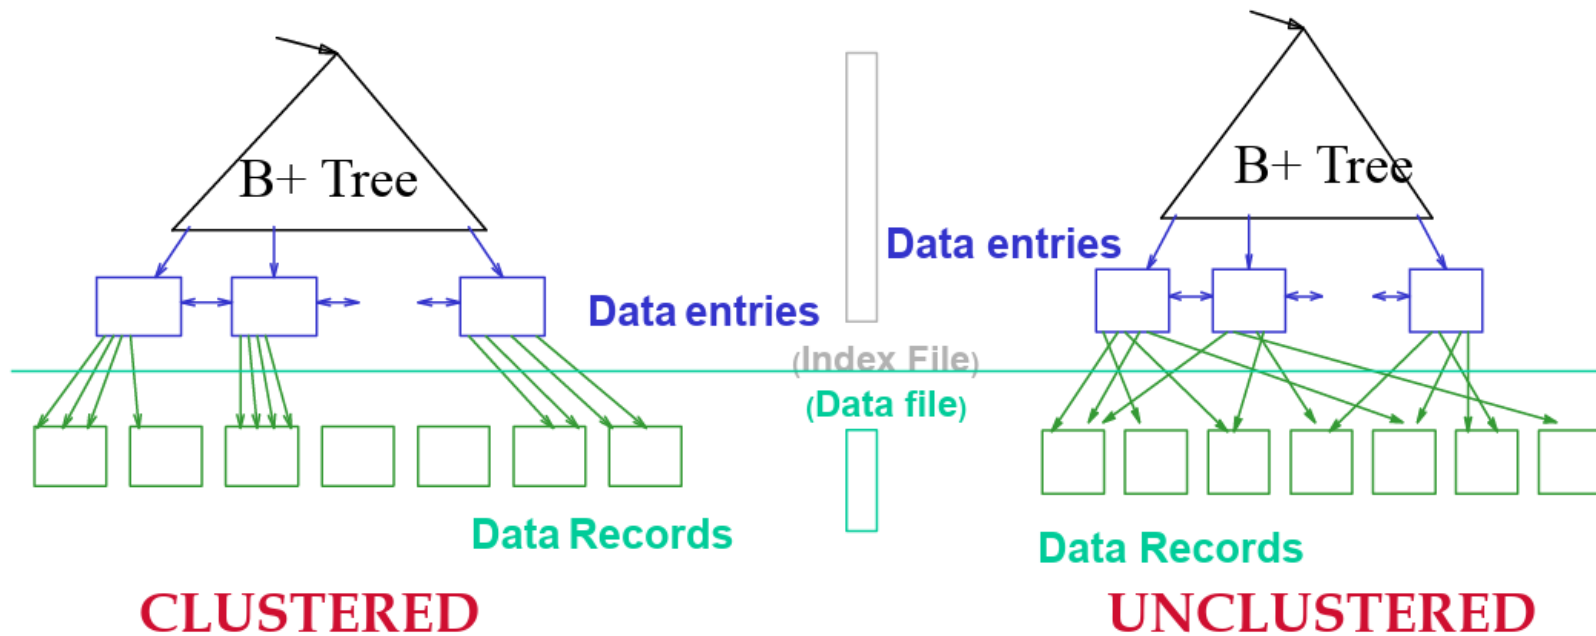 B+ Tree
Data entries
(Index File)
(Data file)
Data Records
CLUSTERED
B+ Tree
Data entries
Data Records
UNCLUSTERED